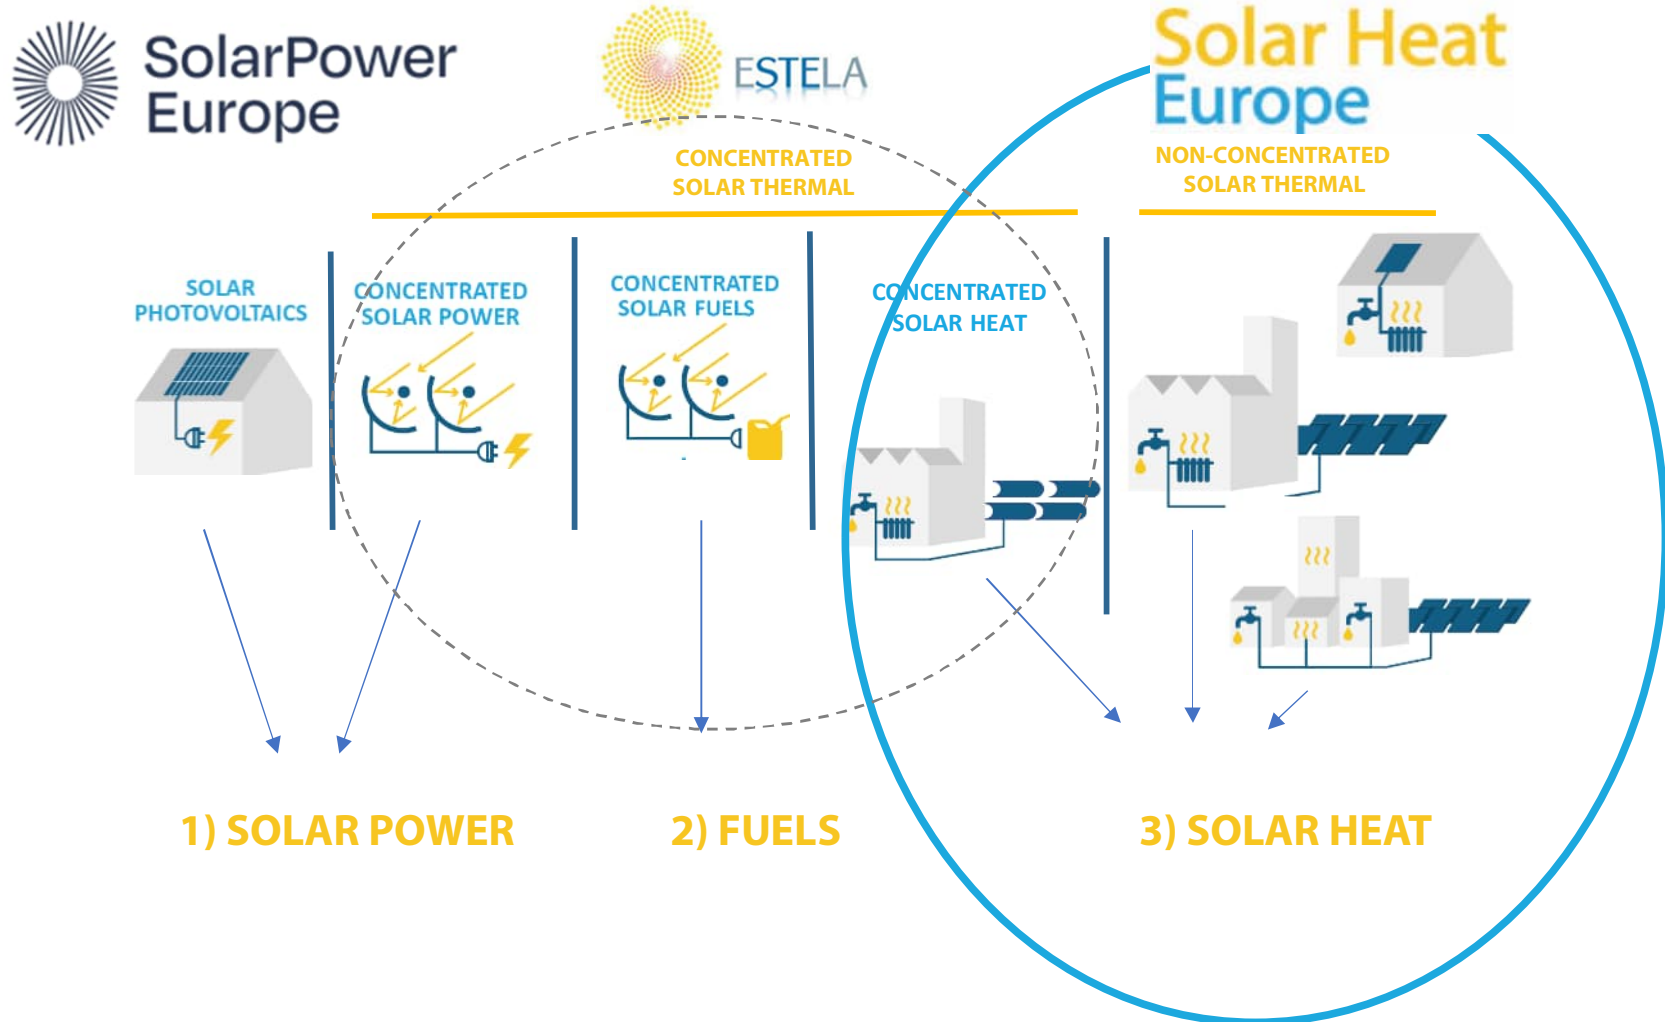 SolarPower
Europe
ESTELA
Solar Heat
Europe
CONCENTRATED
SOLAR THERMAL
NON-CONCENTRATED
SOLAR THERMAL
SOLAR
PHOTOVOLTAICS
CONCENTRATED
SOLAR POWER
CONCENTRATED
SOLAR FUELS
CONCENTRATED
SOLAR HEAT
1) SOLAR POWER
2) FUELS
3) SOLAR HEAT